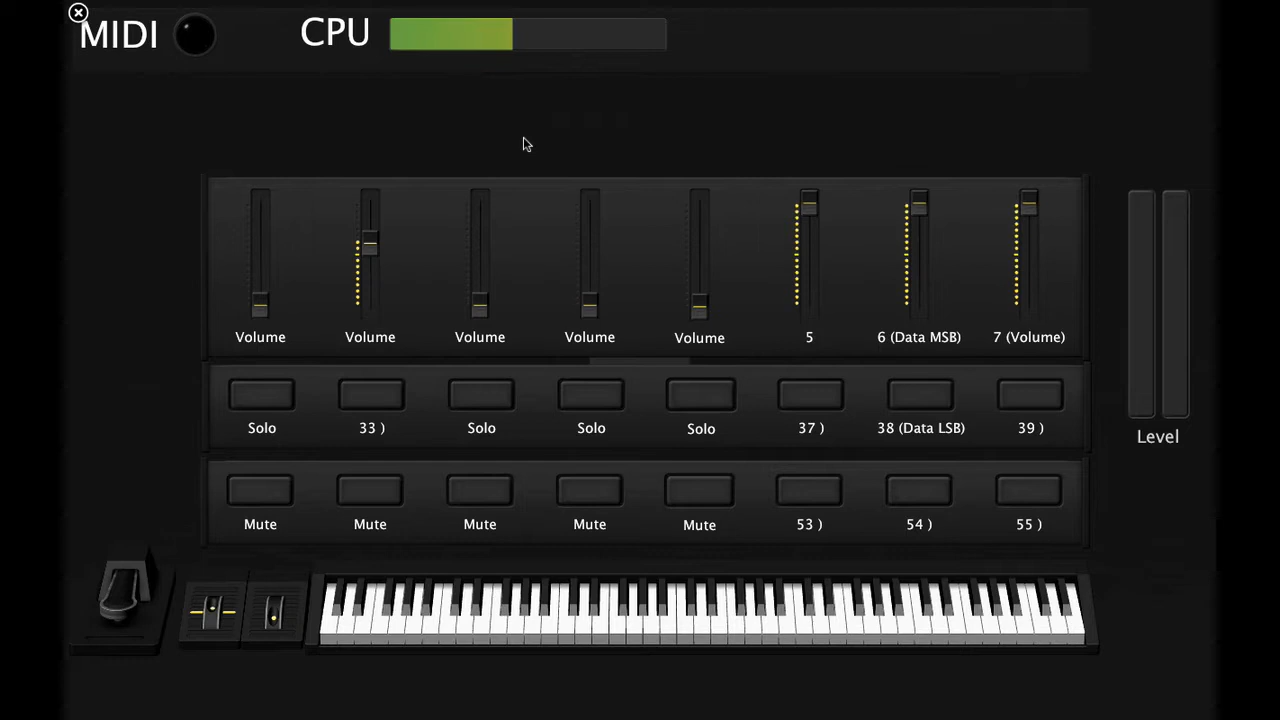 MIDI CPU
Volume Volume Volume Volume Volume 5 6 (Data MSB) 7 (Volume)
Solo 33 ) Solo Solo Solo 37 ) 38 (Data LSB) 39 )
Level
Mute Mute Mute Mute Mute 53 ) 54 ) 55 )